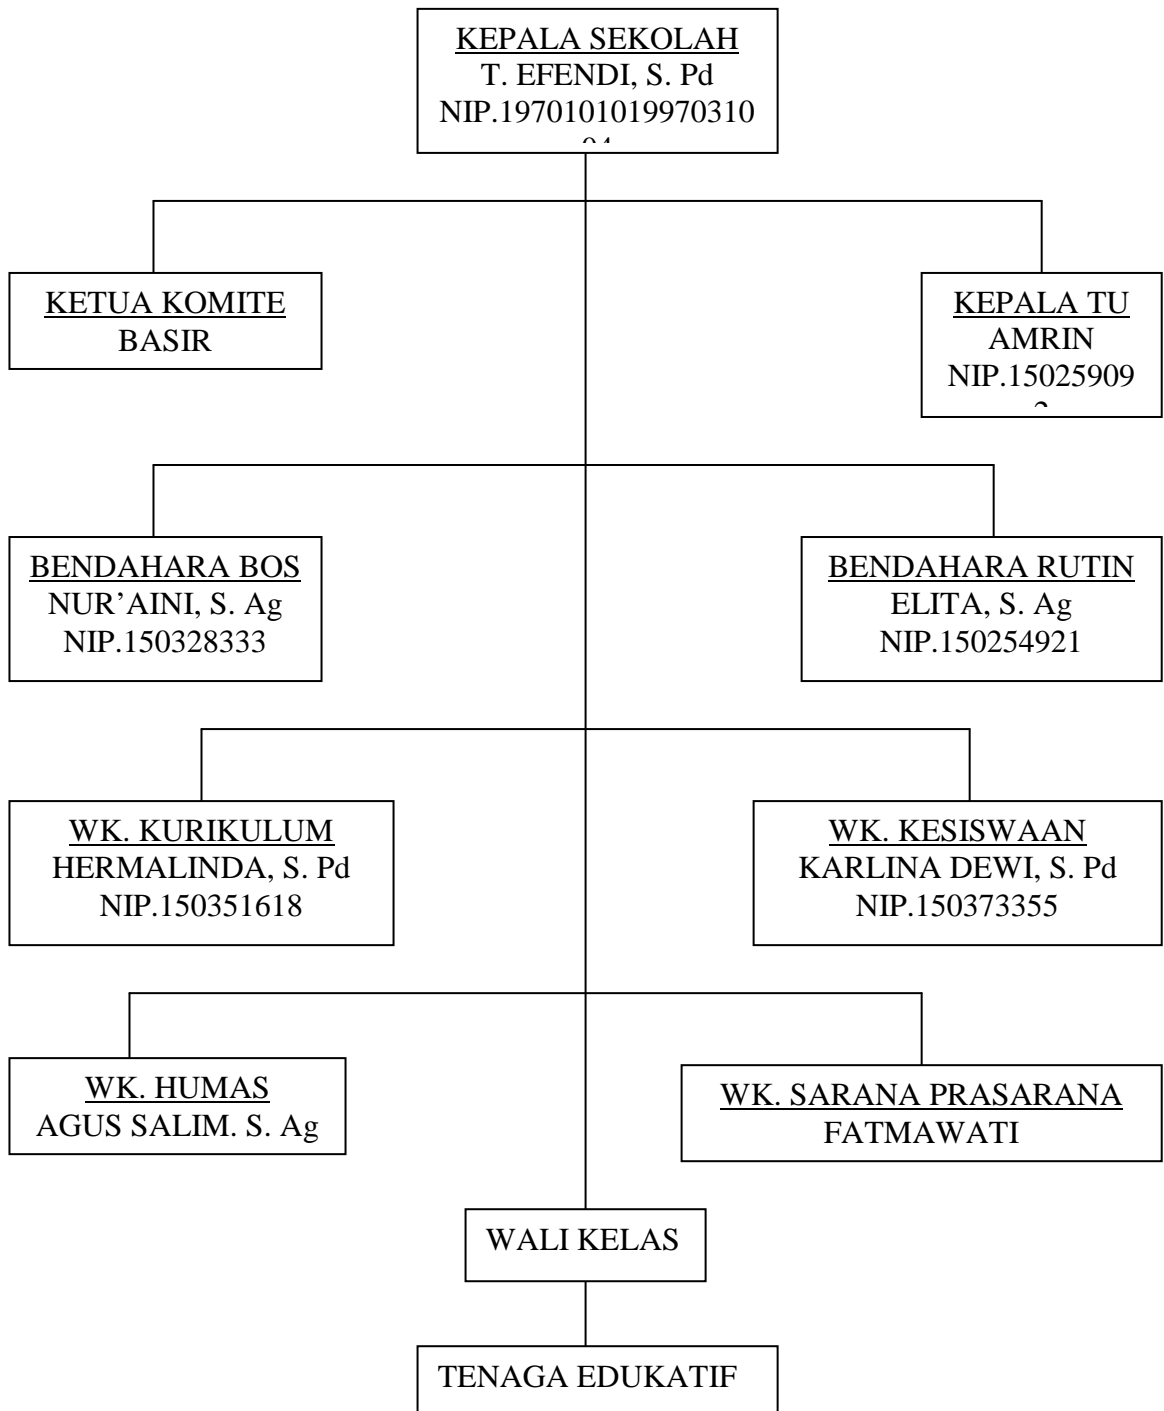 KEPALA SEKOLAH
T. EFENDI, S. Pd
NIP.1970101019970310
KETUA KOMITE
BASIR
KEPALA TU
AMRIN
NIP.15025909
BENDAHARA BOS
NUR’AINI, S. Ag
NIP.150328333
BENDAHARA RUTIN
ELITA, S. Ag
NIP.150254921
WK. KURIKULUM
HERMALINDA, S. Pd
NIP.150351618
WK. KESISWAAN
KARLINA DEWI, S. Pd
NIP.150373355
WK. HUMAS
AGUS SALIM. S. Ag
WK. SARANA PRASARANA
FATMAWATI
WALI KELAS
TENAGA EDUKATIF